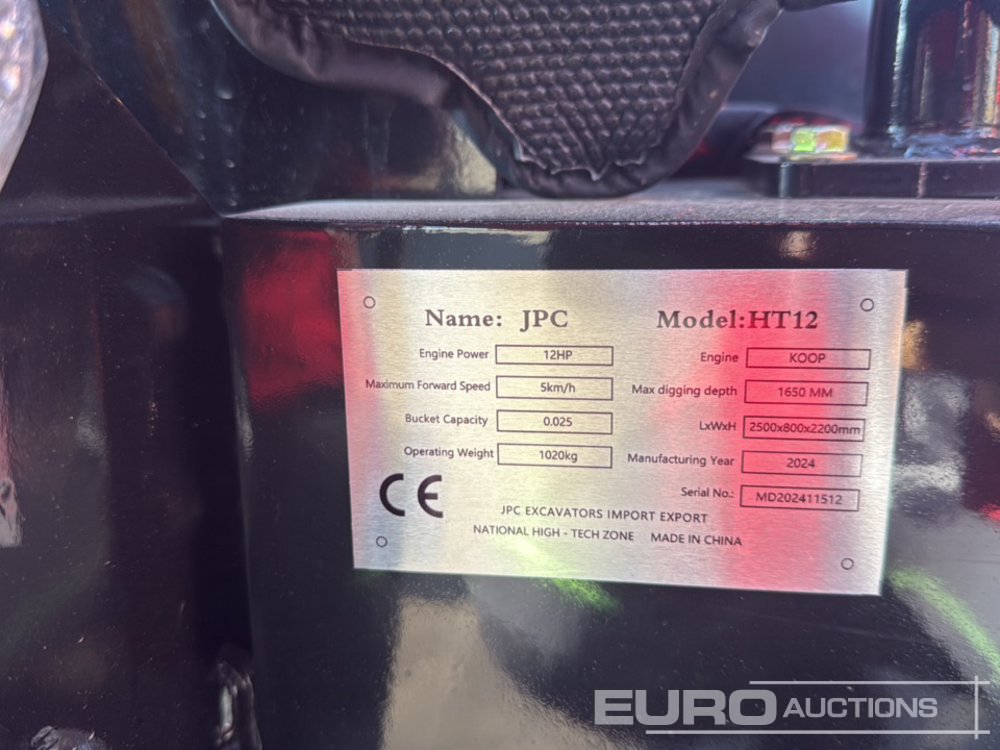 Name: JPC Model:HT12
Engine Power 12HP Engine KOOP
Maximum Forward Speed 5km/h Max digging depth 1650 MM
Bucket Capacity 0.025 LxWxH 2500x800x2200mm
Operating Weight 1020kg Manufacturing Year 2024
Serial No.: MD202411512
CE
JPC EXCAVATORS IMPORT EXPORT
NATIONAL HIGH - TECH ZONE MADE IN CHINA
EURO AUCTIONS